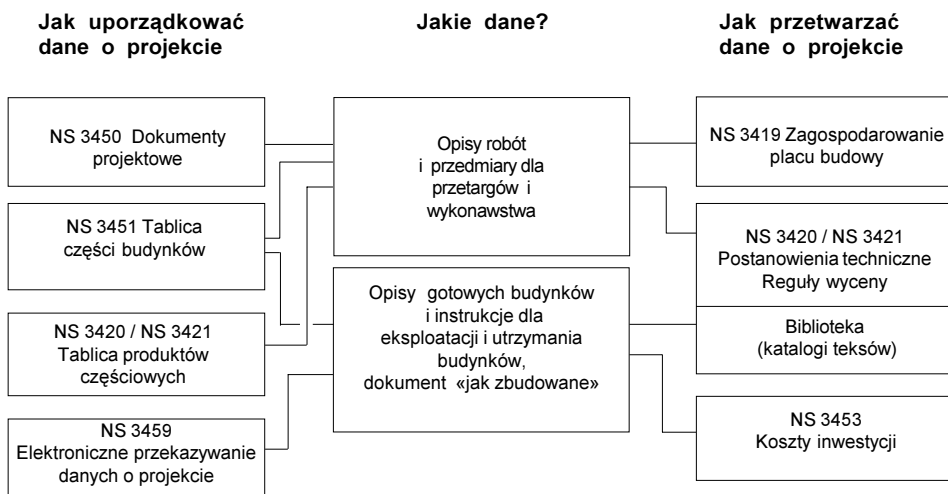 Jak uporządkować
dane o projekcie
Jakie dane?
Jak przetwarzać
dane o projekcie
NS 3450 Dokumenty
projektowe
NS 3451 Tablica
części budynków
NS 3420 / NS 3421
Tablica produktów
częściowych
NS 3459
Elektroniczne przekazywanie
danych o projekcie
Opisy robót
i przedmiary dla
przetargów i
wykonawstwa
Opisy gotowych budynków
i instrukcje dla
eksploatacji i utrzymania
budynków,
dokument «jak zbudowane»
NS 3419 Zagospodarowanie
placu budowy
NS 3420 / NS 3421
Postanowienia techniczne
Reguły wyceny
Biblioteka
(katalogi teksów)
NS 3453
Koszty inwestycji